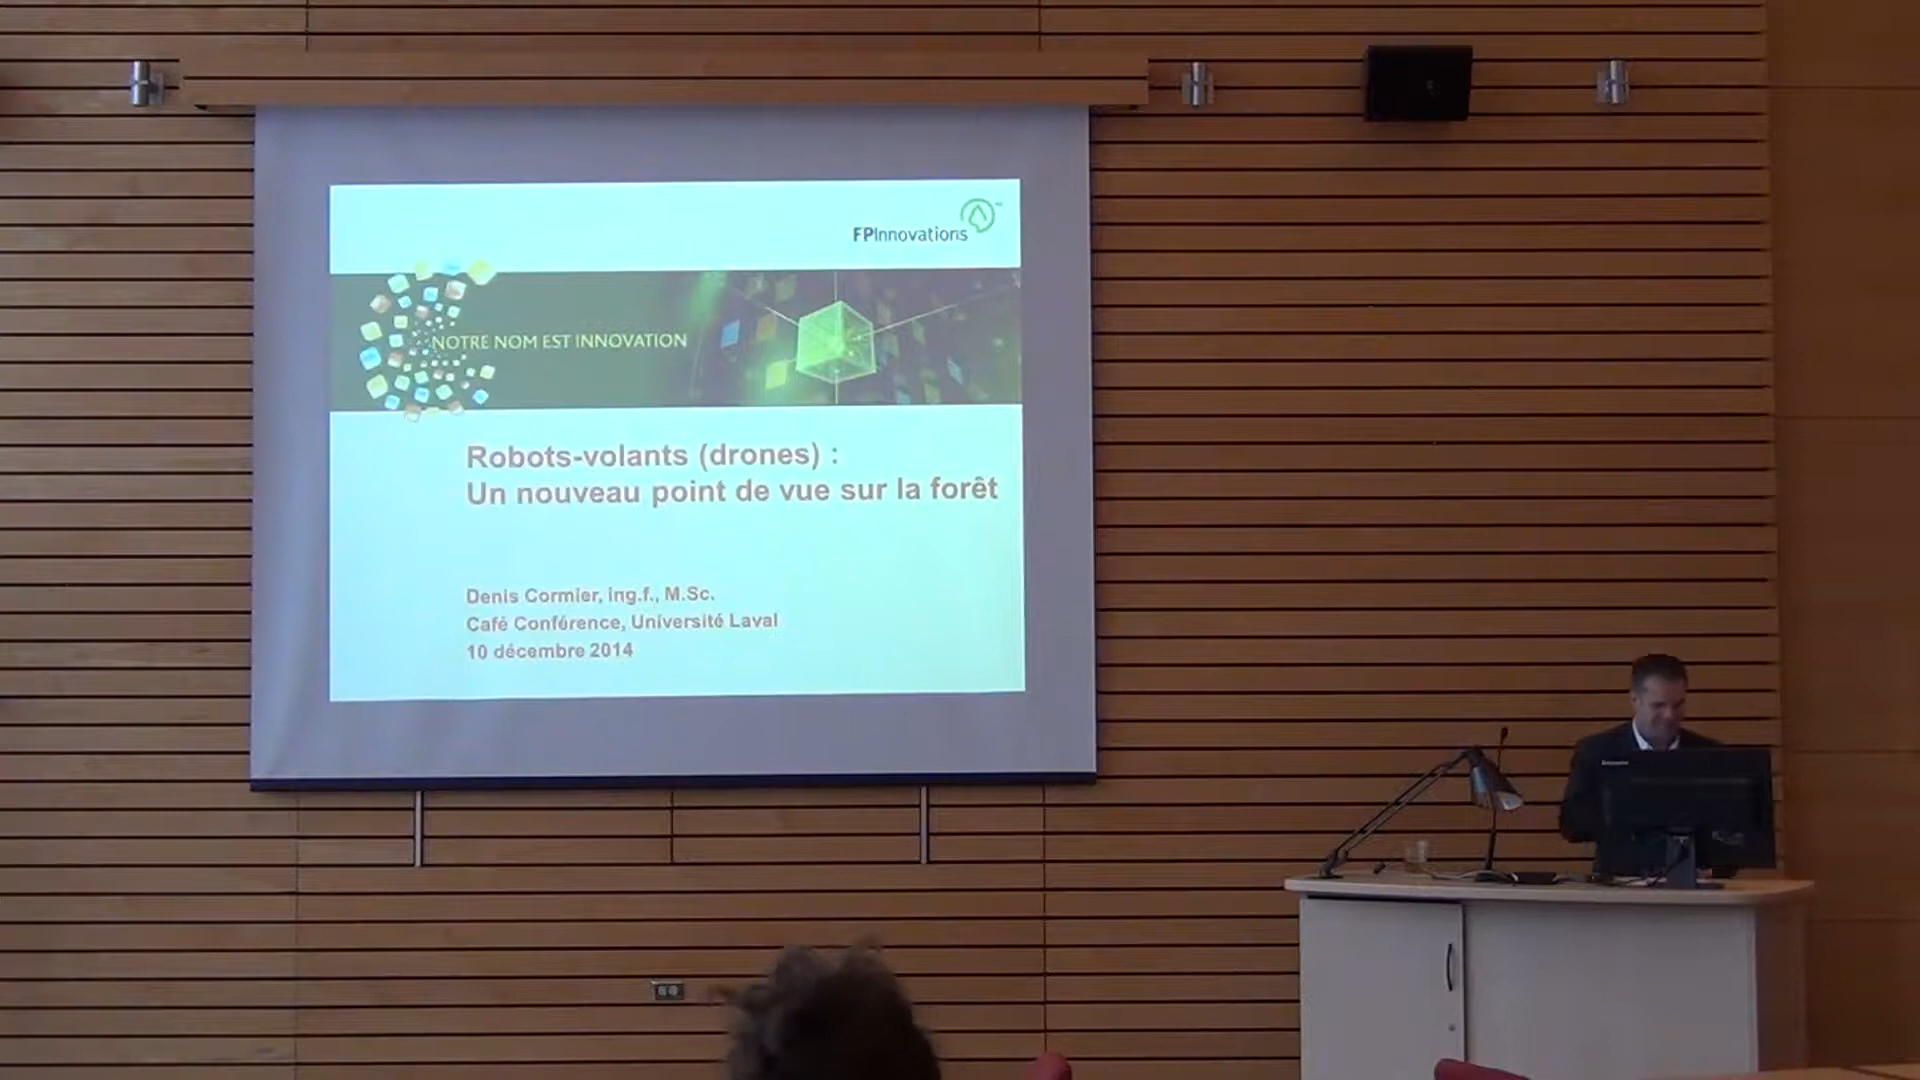 FPInnovations
NOTRE NOM EST INNOVATION
Robots-volants (drones) :
Un nouveau point de vue sur la forêt
Denis Cormier, ing.f., M.Sc.
Café Conférence, Université Laval
10 décembre 2014